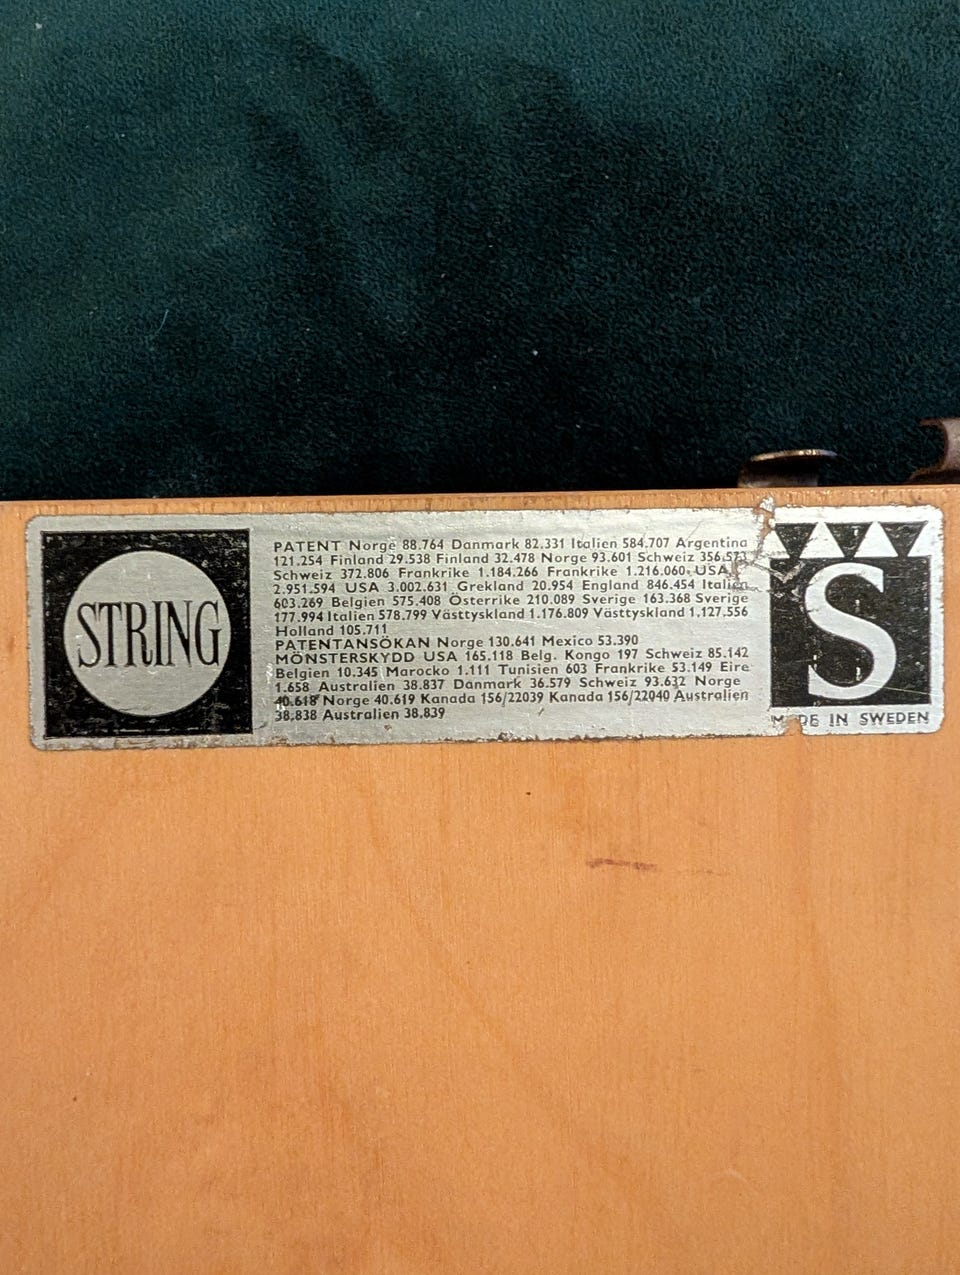 STRING
PATENT Norge 88.764 Danmark 82.331 Italien 584.707 Argentina
121.254 Finland 29.538 Finland 32.478 Norge 93.601 Schweiz 356.573
Schweiz 372.806 Frankrike 1.184.266 Frankrike 1.216.060 USA
2.951.594 USA 3.002.631 Grekland 20.954 England 846.454 Italien
603.269 Belgien 575.408 Österrike 210.089 Sverige 163.368 Sverige
177.994 Italien 578.799 Västtyskland 1.176.809 Västtyskland 1.127.556
Holland 105.711
PATENTANSÖKAN Norge 130.641 Mexico 53.390
MÖNSTERSKYDD USA 165.118 Belg. Kongo 197 Schweiz 85.142
Belgien 10.345 Marocko 1.111 Tunisien 603 Frankrike 53.149 Eire
1.658 Australien 38.837 Danmark 36.579 Schweiz 93.632 Norge
40.618 Norge 40.619 Kanada 156/22039 Kanada 156/22040 Australien
38.838 Australien 38.839
S
MADE IN SWEDEN